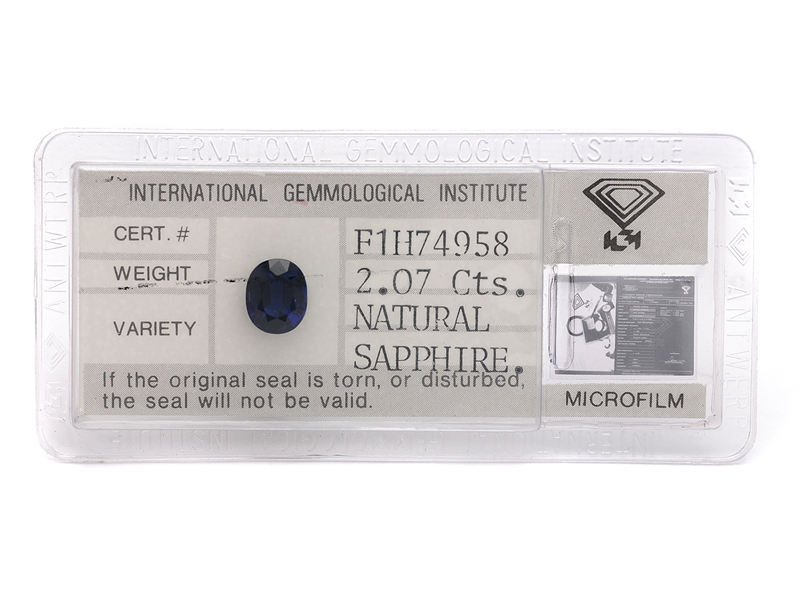 INTERNATIONAL GEMMOLOGICAL INSTITUTE
ANTWERP
INTERNATIONAL GEMMOLOGICAL INSTITUTE
CERT. # F1H74958
WEIGHT 2.07 Cts.
VARIETY NATURAL
SAPPHIRE.
If the original seal is torn, or disturbed,
the seal will not be valid.
MICROFILM
ANTWERP